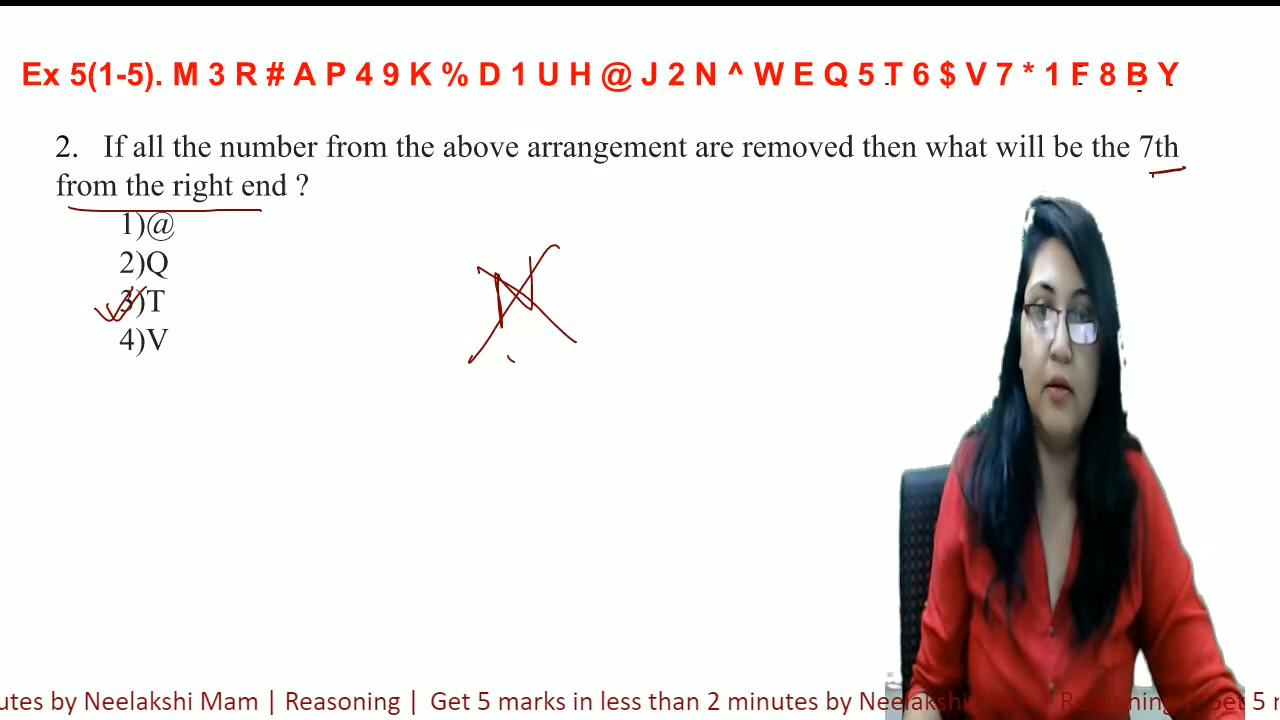 Ex 5(1-5). M 3 R # A P 4 9 K % D 1 U H @ J 2 N ^ W E Q 5 T 6 $ V 7 * 1 F 8 B Y
2. If all the number from the above arrangement are removed then what will be the 7th
from the right end ?
1)@
2)Q
3)T
4)V
N
utes by Neelakshi Mam | Reasoning | Get 5 marks in less than 2 minutes by Neelakshi